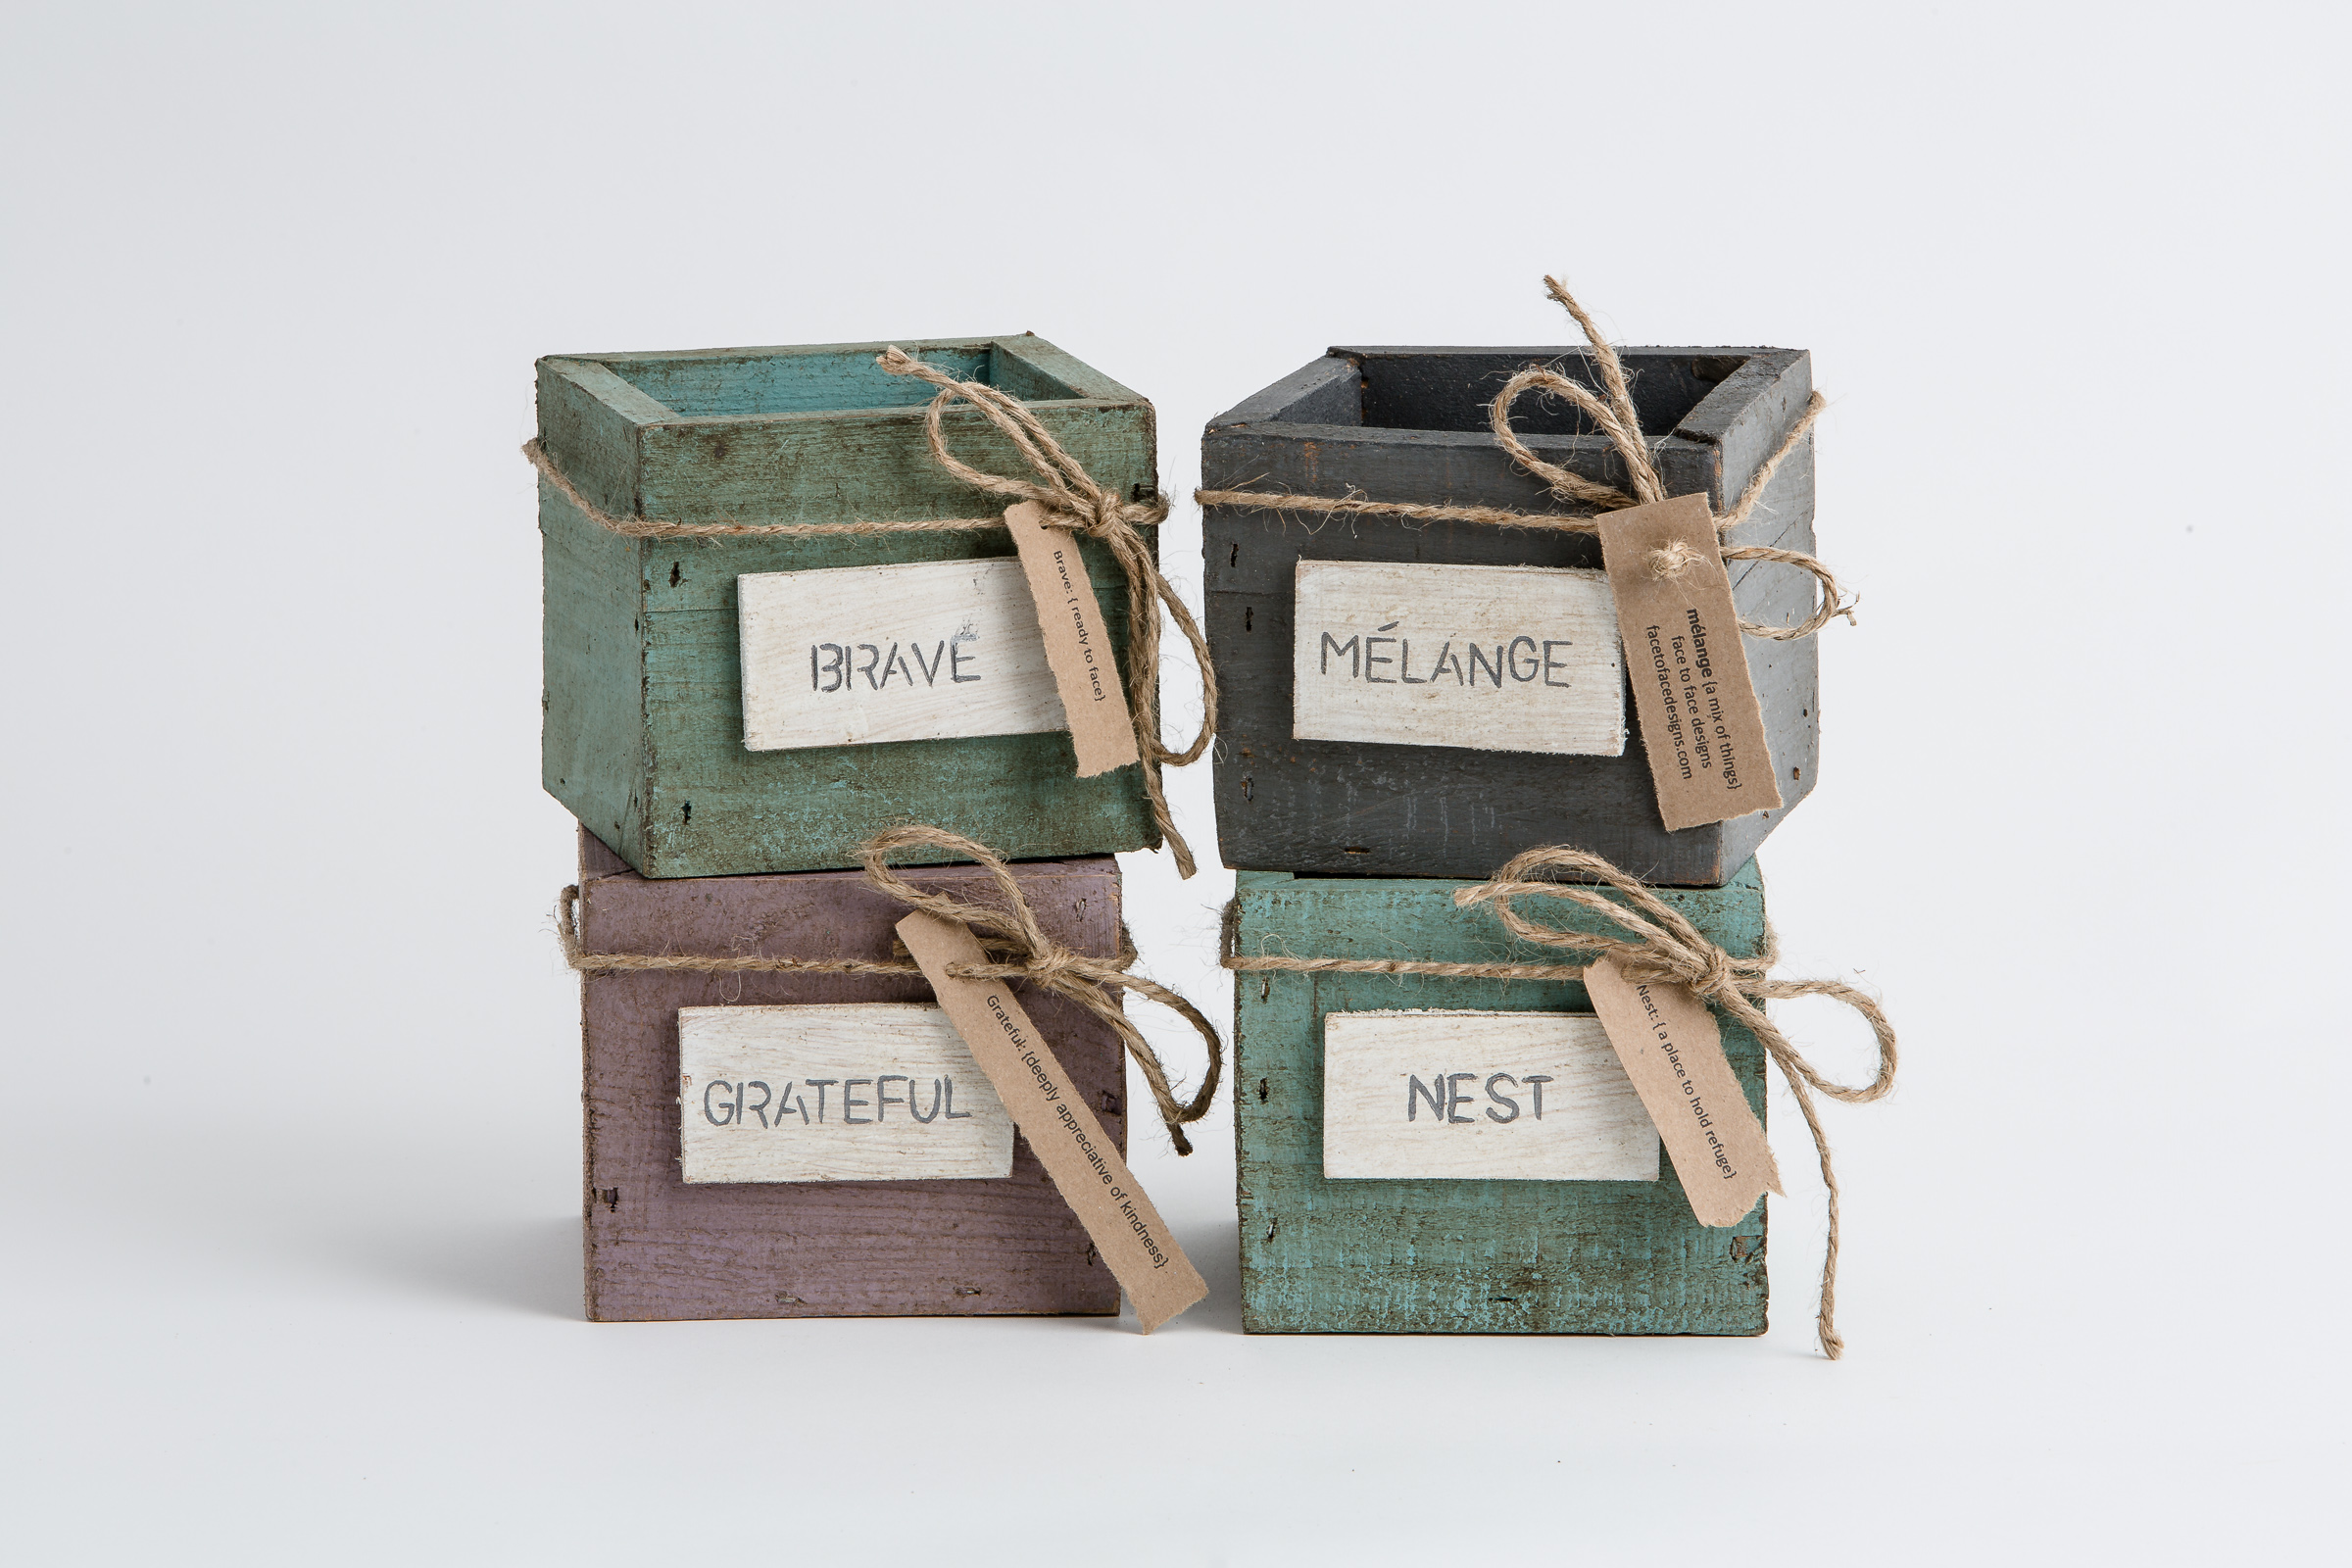 BRAVE
Brave: { ready to face}
MÉLANGE
mélange {a mix of things}
face to face designs
facetofacedesigns.com
GRATEFUL
Grateful: {deeply appreciative of kindness}
NEST
Nest: { a place to hold refuge}